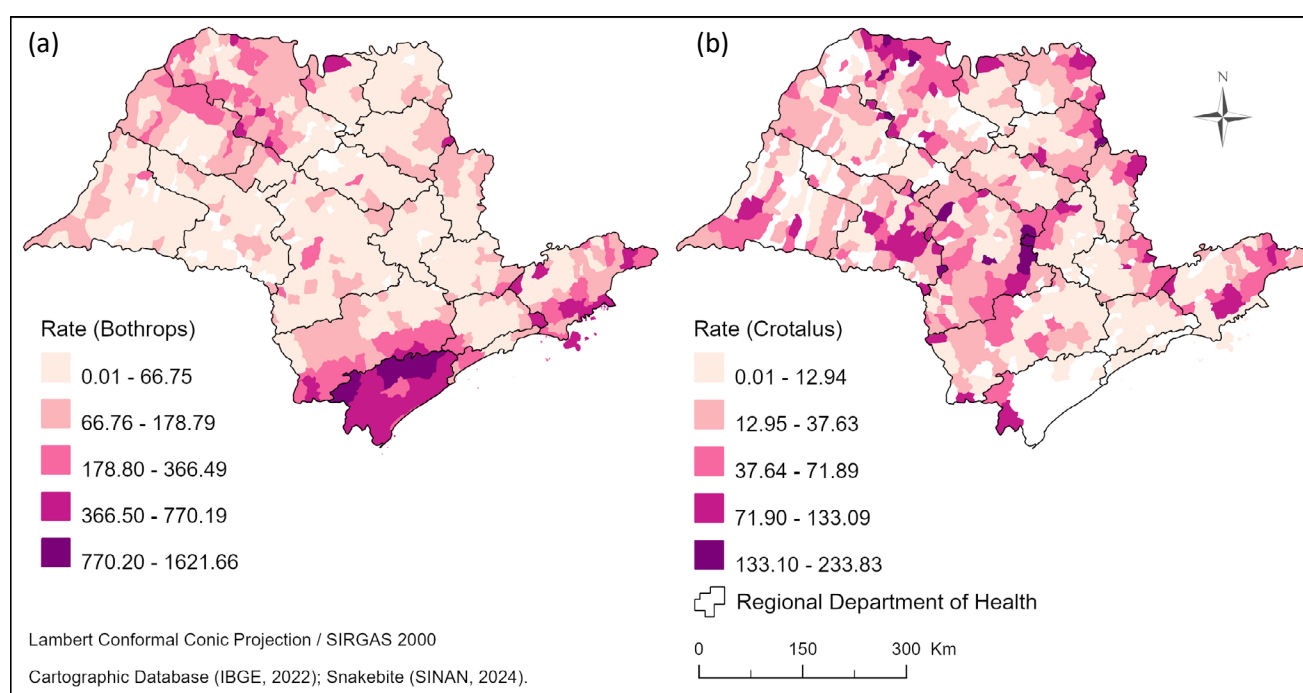 (a)
Rate (Bothrops)
0.01 - 66.75
66.76 - 178.79
178.80 - 366.49
366.50 - 770.19
770.20 - 1621.66
Lambert Conformal Conic Projection / SIRGAS 2000
Cartographic Database (IBGE, 2022); Snakebite (SINAN, 2024).
(b)
N
Rate (Crotalus)
0.01 - 12.94
12.95 - 37.63
37.64 - 71.89
71.90 - 133.09
133.10 - 233.83
Regional Department of Health
0 150 300 Km